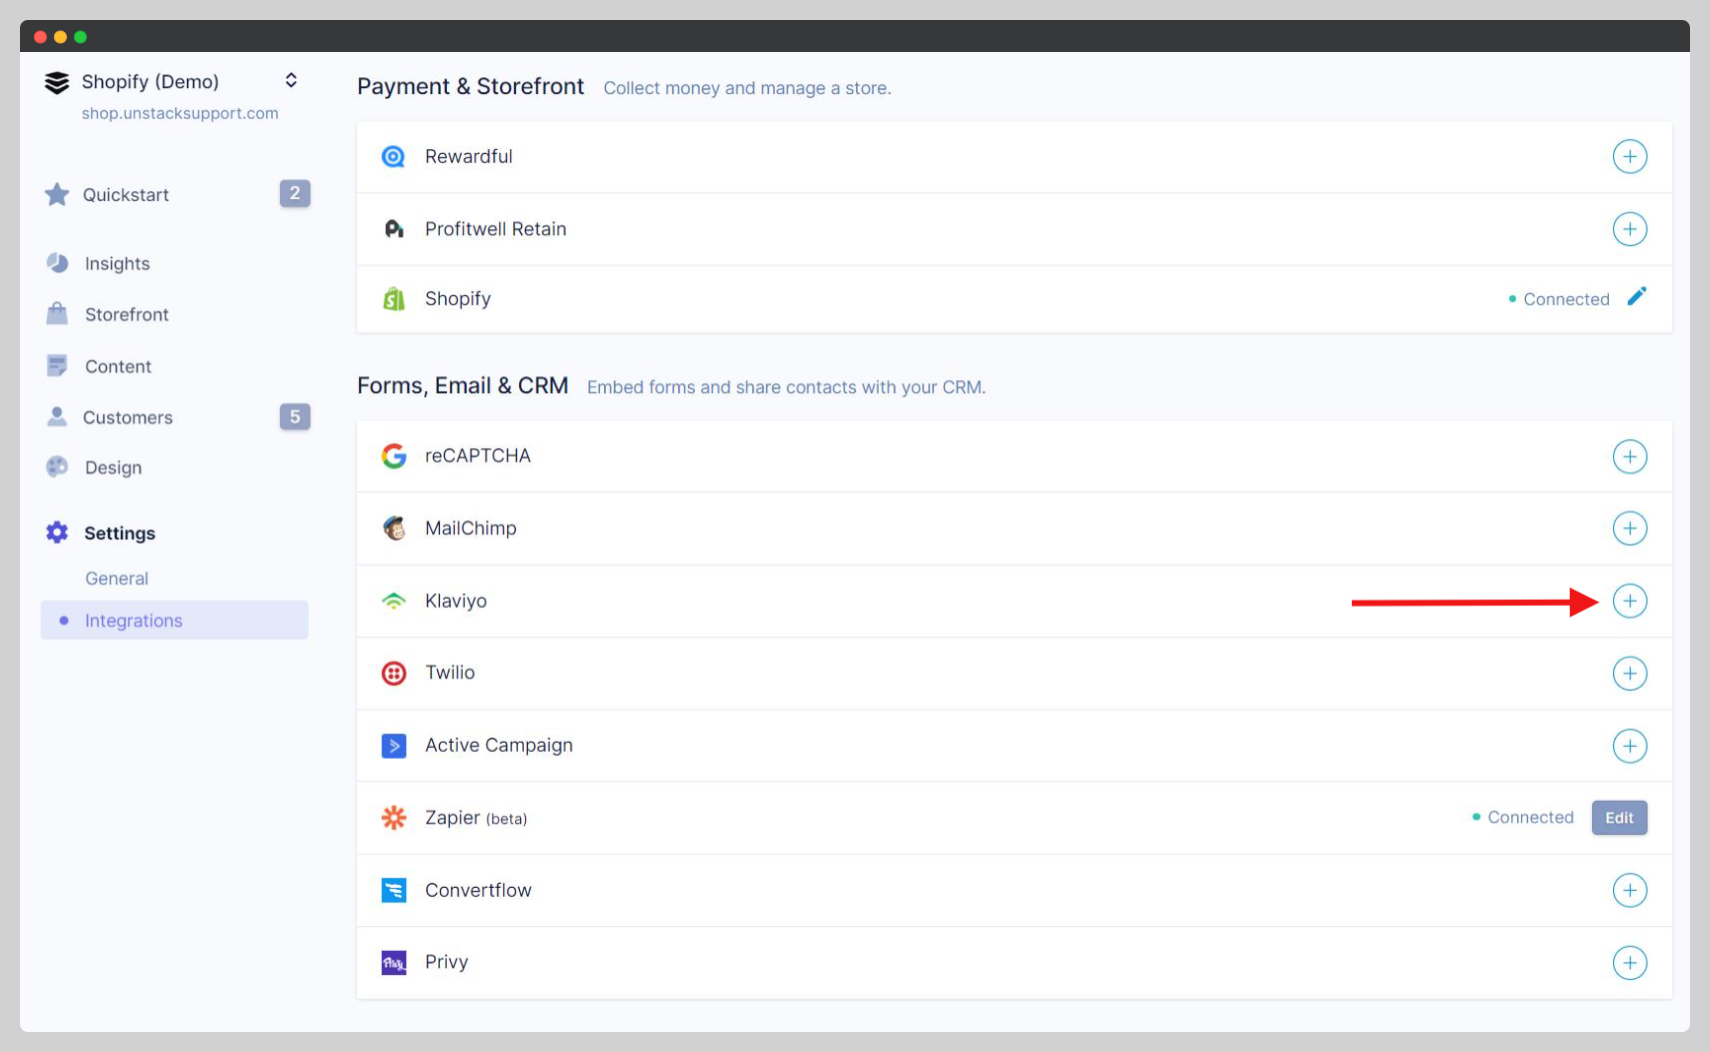 Shopify (Demo)
shop.unstacksupport.com
Quickstart 2
Insights
Storefront
Content
Customers 5
Design
Settings
General
Integrations
Payment & Storefront Collect money and manage a store.
Rewardful
Profitwell Retain
Shopify Connected
Forms, Email & CRM Embed forms and share contacts with your CRM.
reCAPTCHA
MailChimp
Klaviyo
Twilio
Active Campaign
Zapier (beta) Connected Edit
Convertflow
Privy Privy